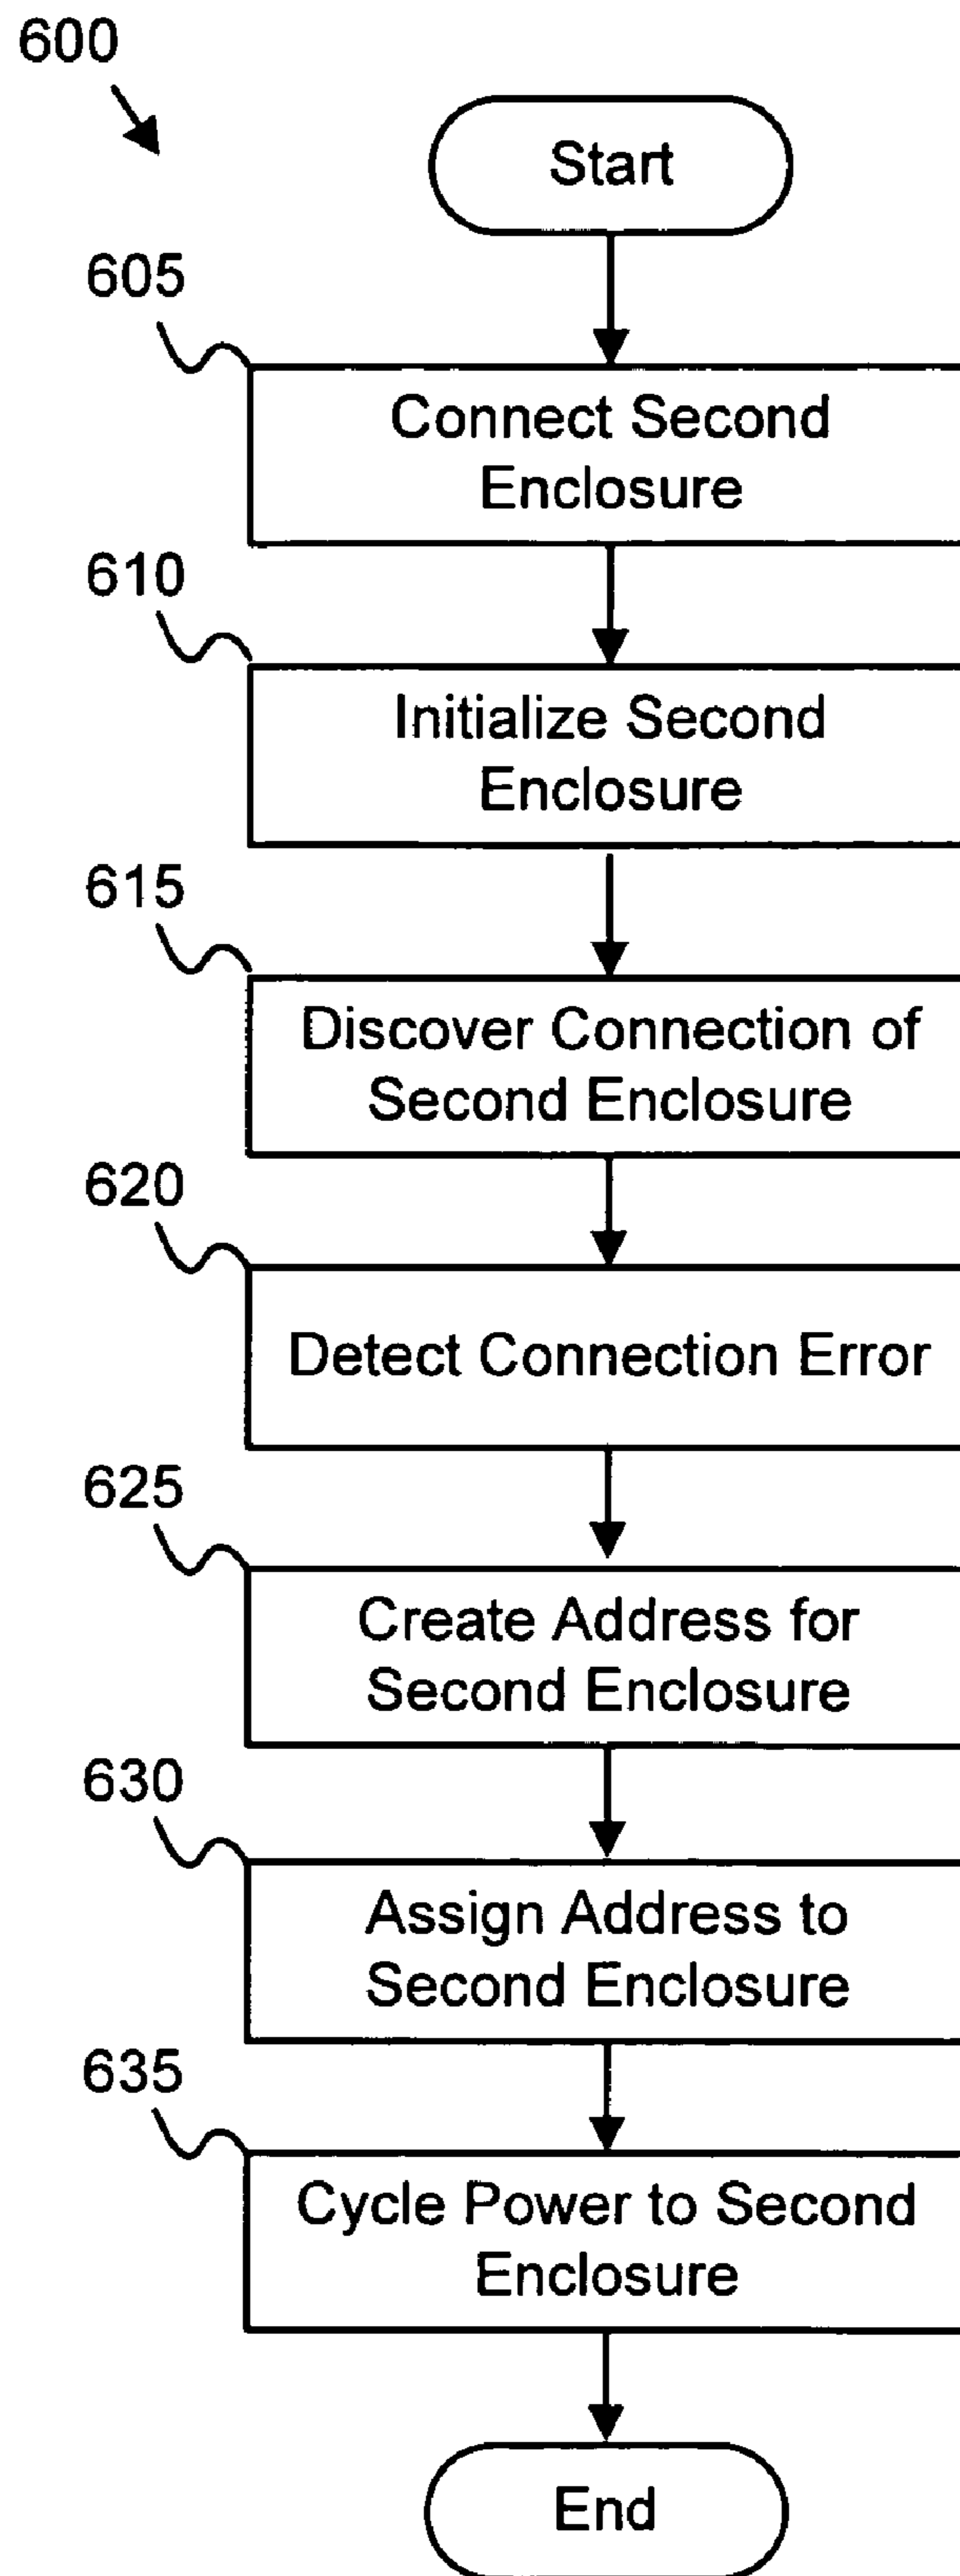 600
Start
605
Connect Second
Enclosure
610
Initialize Second
Enclosure
615
Discover Connection of
Second Enclosure
620
Detect Connection Error
625
Create Address for
Second Enclosure
630
Assign Address to
Second Enclosure
635
Cycle Power to Second
Enclosure
End